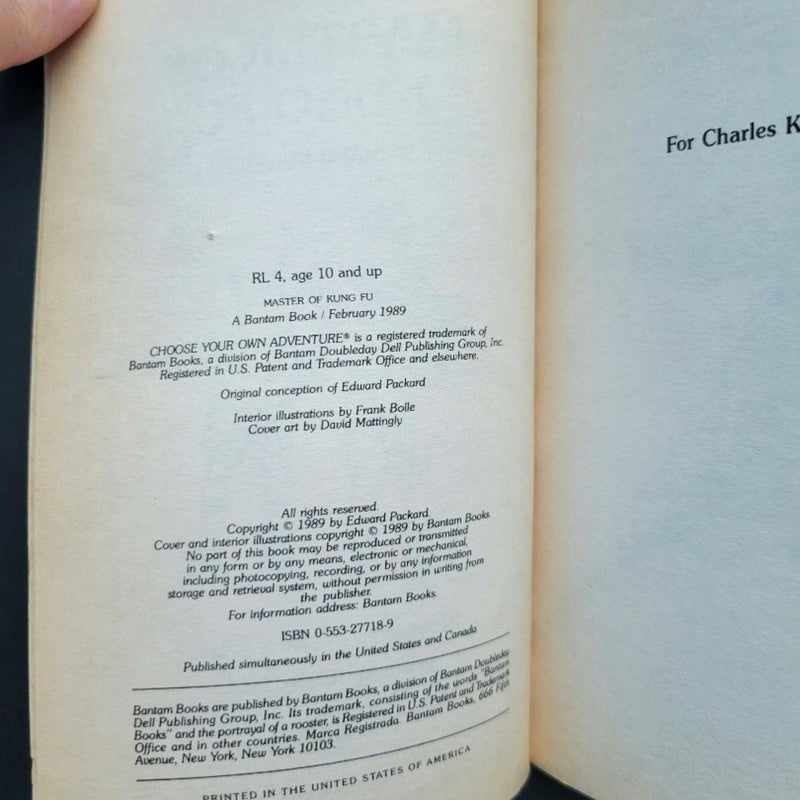 RL 4, age 10 and up
MASTER OF KUNG FU
A Bantam Book / February 1989
CHOOSE YOUR OWN ADVENTURE® is a registered trademark of
Bantam Books, a division of Bantam Doubleday Dell Publishing Group, Inc.
Registered in U.S. Patent and Trademark Office and elsewhere.
Original conception of Edward Packard
Interior illustrations by Frank Bolle
Cover art by David Mattingly
All rights reserved.
Copyright © 1989 by Edward Packard.
Cover and interior illustrations copyright © 1989 by Bantam Books.
No part of this book may be reproduced or transmitted
in any form or by any means, electronic or mechanical,
including photocopying, recording, or by any information
storage and retrieval system, without permission in writing from
the publisher.
For information address: Bantam Books.
ISBN 0-553-27718-9
Published simultaneously in the United States and Canada
Bantam Books are published by Bantam Books, a division of Bantam Doubleday
Dell Publishing Group, Inc. Its trademark, consisting of the words "Bantam
Books" and the portrayal of a rooster, is Registered in U.S. Patent and Trademark
Office and in other countries. Marca Registrada. Bantam Books, 666 Fifth
Avenue, New York, New York 10103.
PRINTED IN THE UNITED STATES OF AMERICA
For Charles K